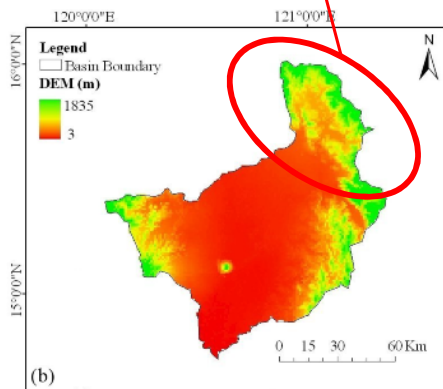 120°0'0"E 121°0'0"E
Legend
Basin Boundary
DEM (m)
1835
3
N
16°0'0"N
15°0'0"N
0 15 30 60 Km
(b)